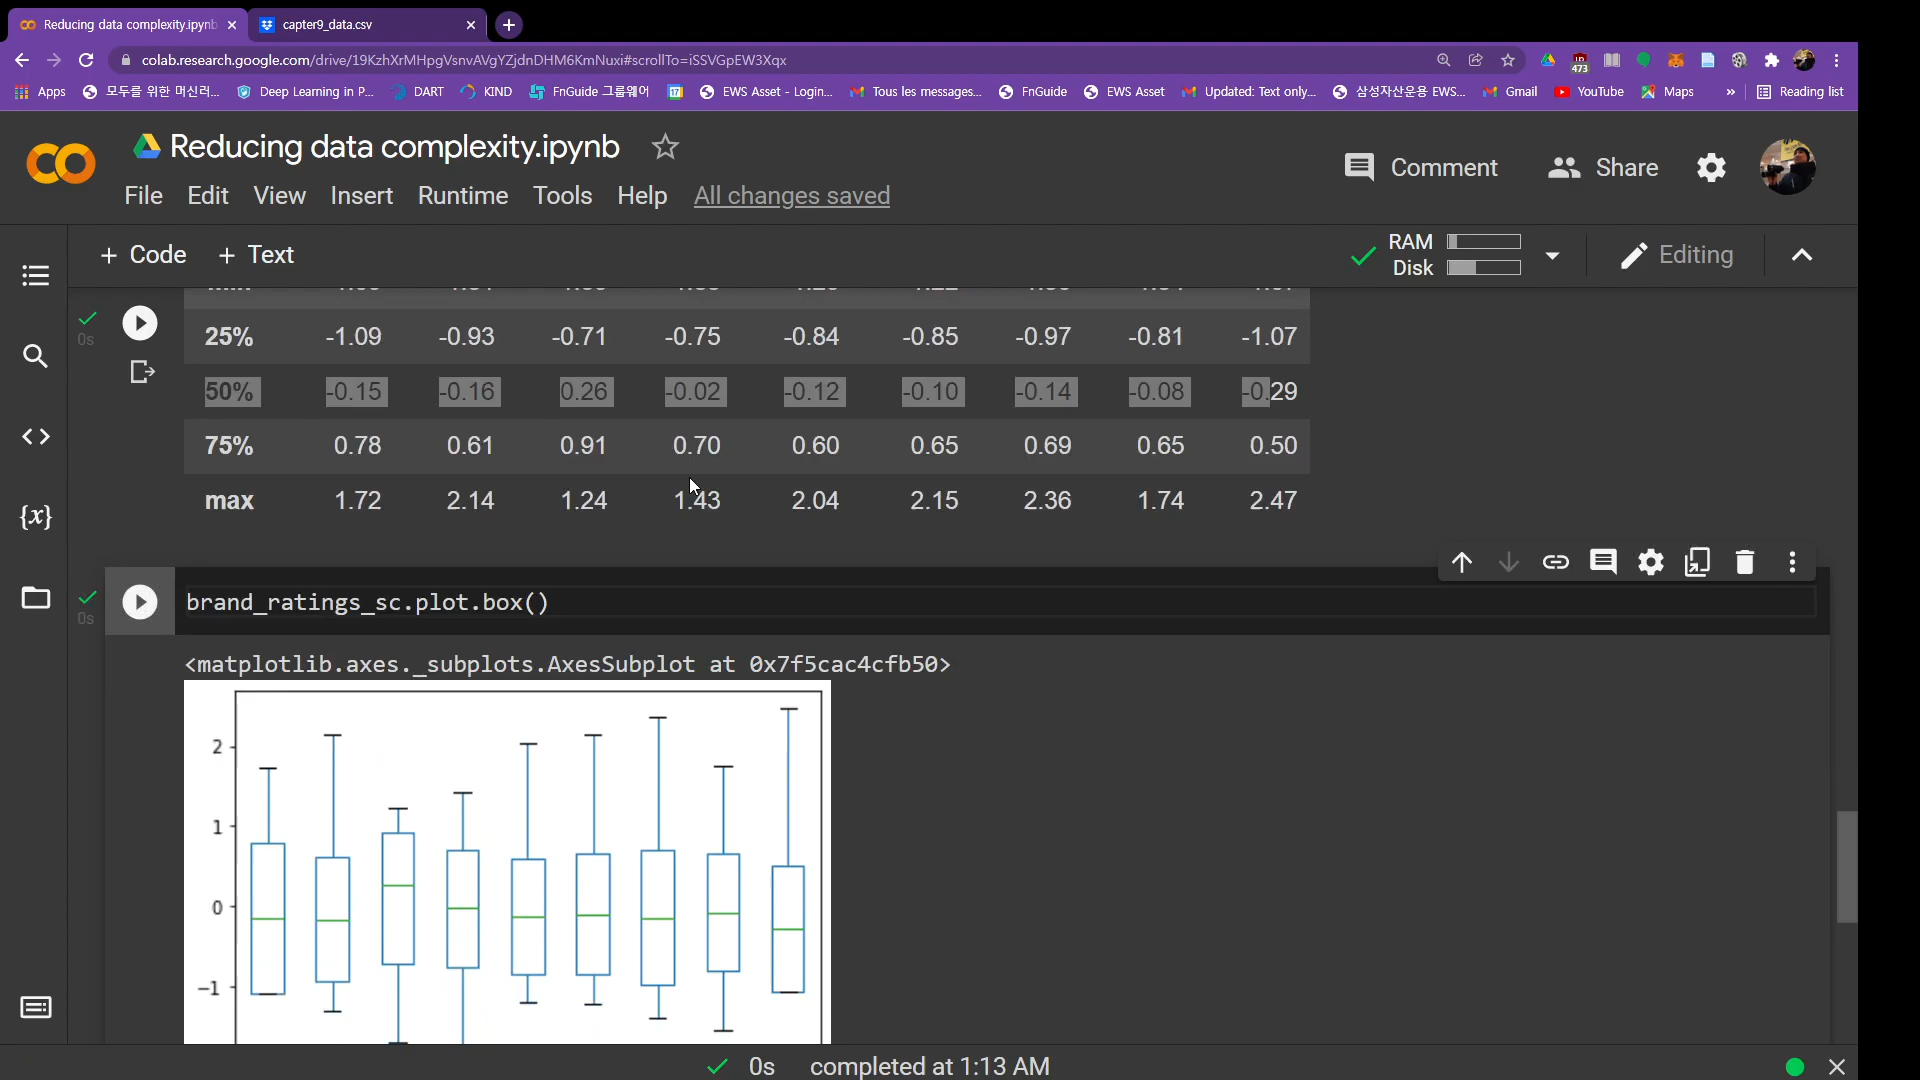 Reducing data complexity.ipynb
capter9_data.csv
colab.research.google.com/drive/19KzhXrMHpgVsnvAVgYZjdnDHM6KmNuxi#scrollTo=iSSVGpEW3Xqx
473
Apps 모두를 위한 머신러... Deep Learning in P... DART KIND FnGuide 그룹웨어 17 EWS Asset - Login... Tous les messages... FnGuide EWS Asset Updated: Text only... 삼성자산운용 EWS... Gmail YouTube Maps » Reading list
Reducing data complexity.ipynb
Comment Share
File Edit View Insert Runtime Tools Help All changes saved
+ Code + Text
RAM
Disk
Editing
25% -1.09 -0.93 -0.71 -0.75 -0.84 -0.85 -0.97 -0.81 -1.07
0s
50% -0.15 -0.16 0.26 -0.02 -0.12 -0.10 -0.14 -0.08 -0.29
75% 0.78 0.61 0.91 0.70 0.60 0.65 0.69 0.65 0.50
max 1.72 2.14 1.24 1.43 2.04 2.15 2.36 1.74 2.47
{x}
brand_ratings_sc.plot.box()
0s
<matplotlib.axes._subplots.AxesSubplot at 0x7f5cac4cfb50>
2
1
0
−1
0s completed at 1:13 AM